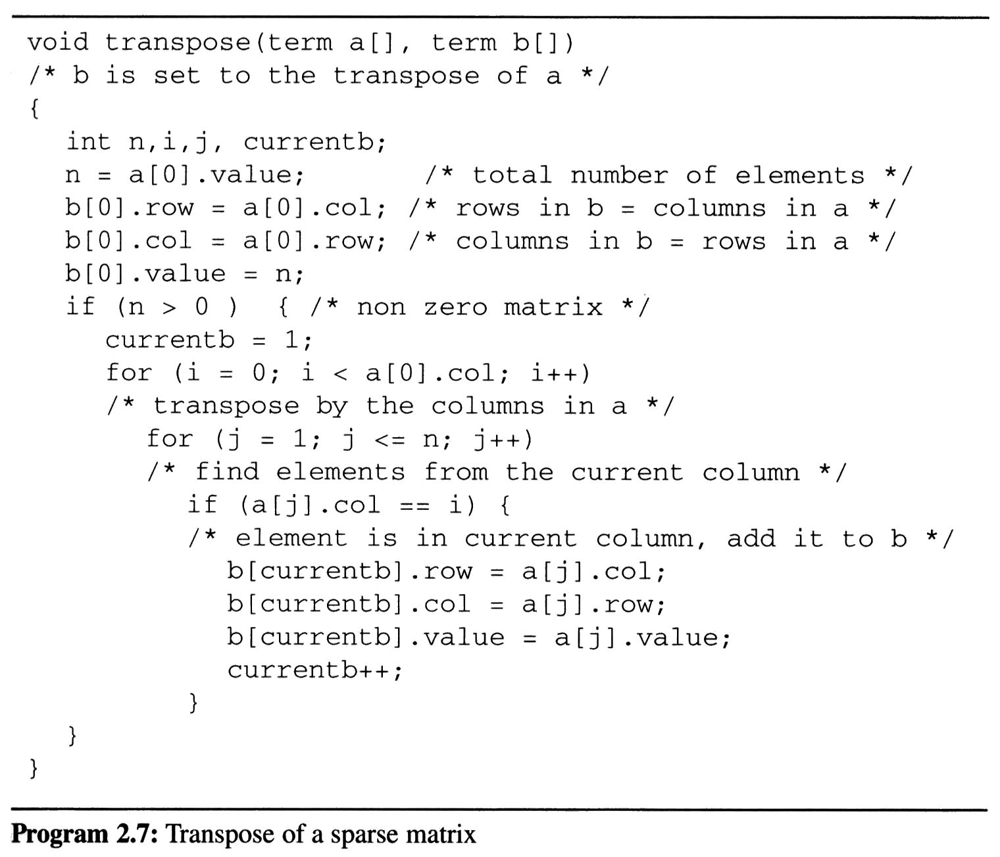 void transpose(term a[], term b[])
/* b is set to the transpose of a */
{
int n,i,j, currentb;
n = a[0].value; /* total number of elements */
b[0].row = a[0].col; /* rows in b = columns in a */
b[0].col = a[0].row; /* columns in b = rows in a */
b[0].value = n;
if (n > 0 ) { /* non zero matrix */
currentb = 1;
for (i = 0; i < a[0].col; i++)
/* transpose by the columns in a */
for (j = 1; j <= n; j++)
/* find elements from the current column */
if (a[j].col == i) {
/* element is in current column, add it to b */
b[currentb].row = a[j].col;
b[currentb].col = a[j].row;
b[currentb].value = a[j].value;
currentb++;
}
}
}
Program 2.7: Transpose of a sparse matrix